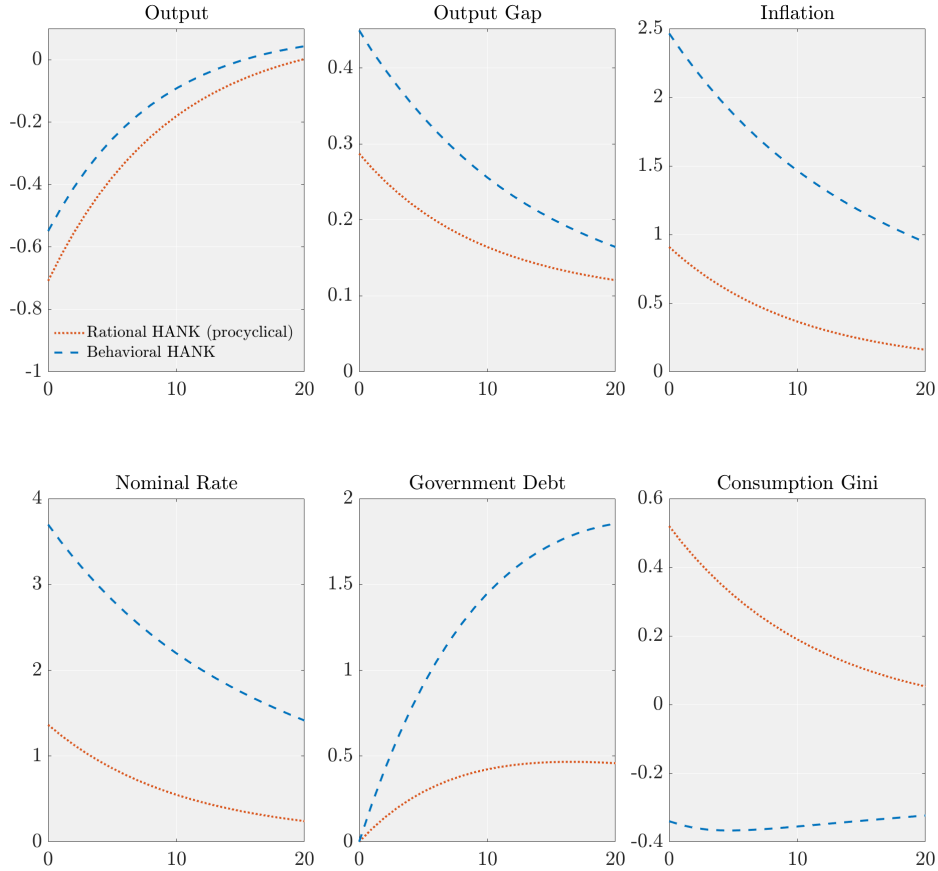 Output
0
-0.2
-0.4
-0.6
-0.8
-1
0 10 20
Rational HANK (procyclical)
Behavioral HANK
Output Gap
0.4
0.3
0.2
0.1
0
0 10 20
Inflation
2.5
2
1.5
1
0.5
0
0 10 20
Nominal Rate
4
3
2
1
0
0 10 20
Government Debt
2
1.5
1
0.5
0
0 10 20
Consumption Gini
0.6
0.4
0.2
0
-0.2
-0.4
0 10 20